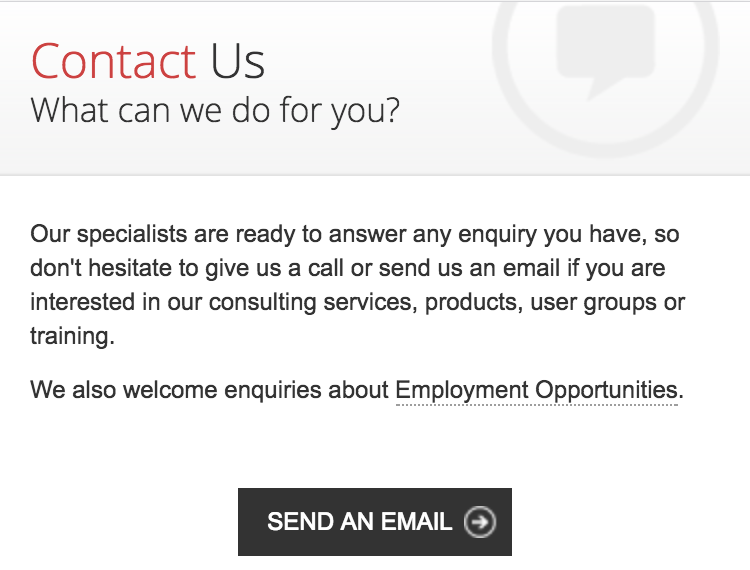 Contact Us
What can we do for you?
Our specialists are ready to answer any enquiry you have, so
don't hesitate to give us a call or send us an email if you are
interested in our consulting services, products, user groups or
training.
We also welcome enquiries about Employment Opportunities.
SEND AN EMAIL